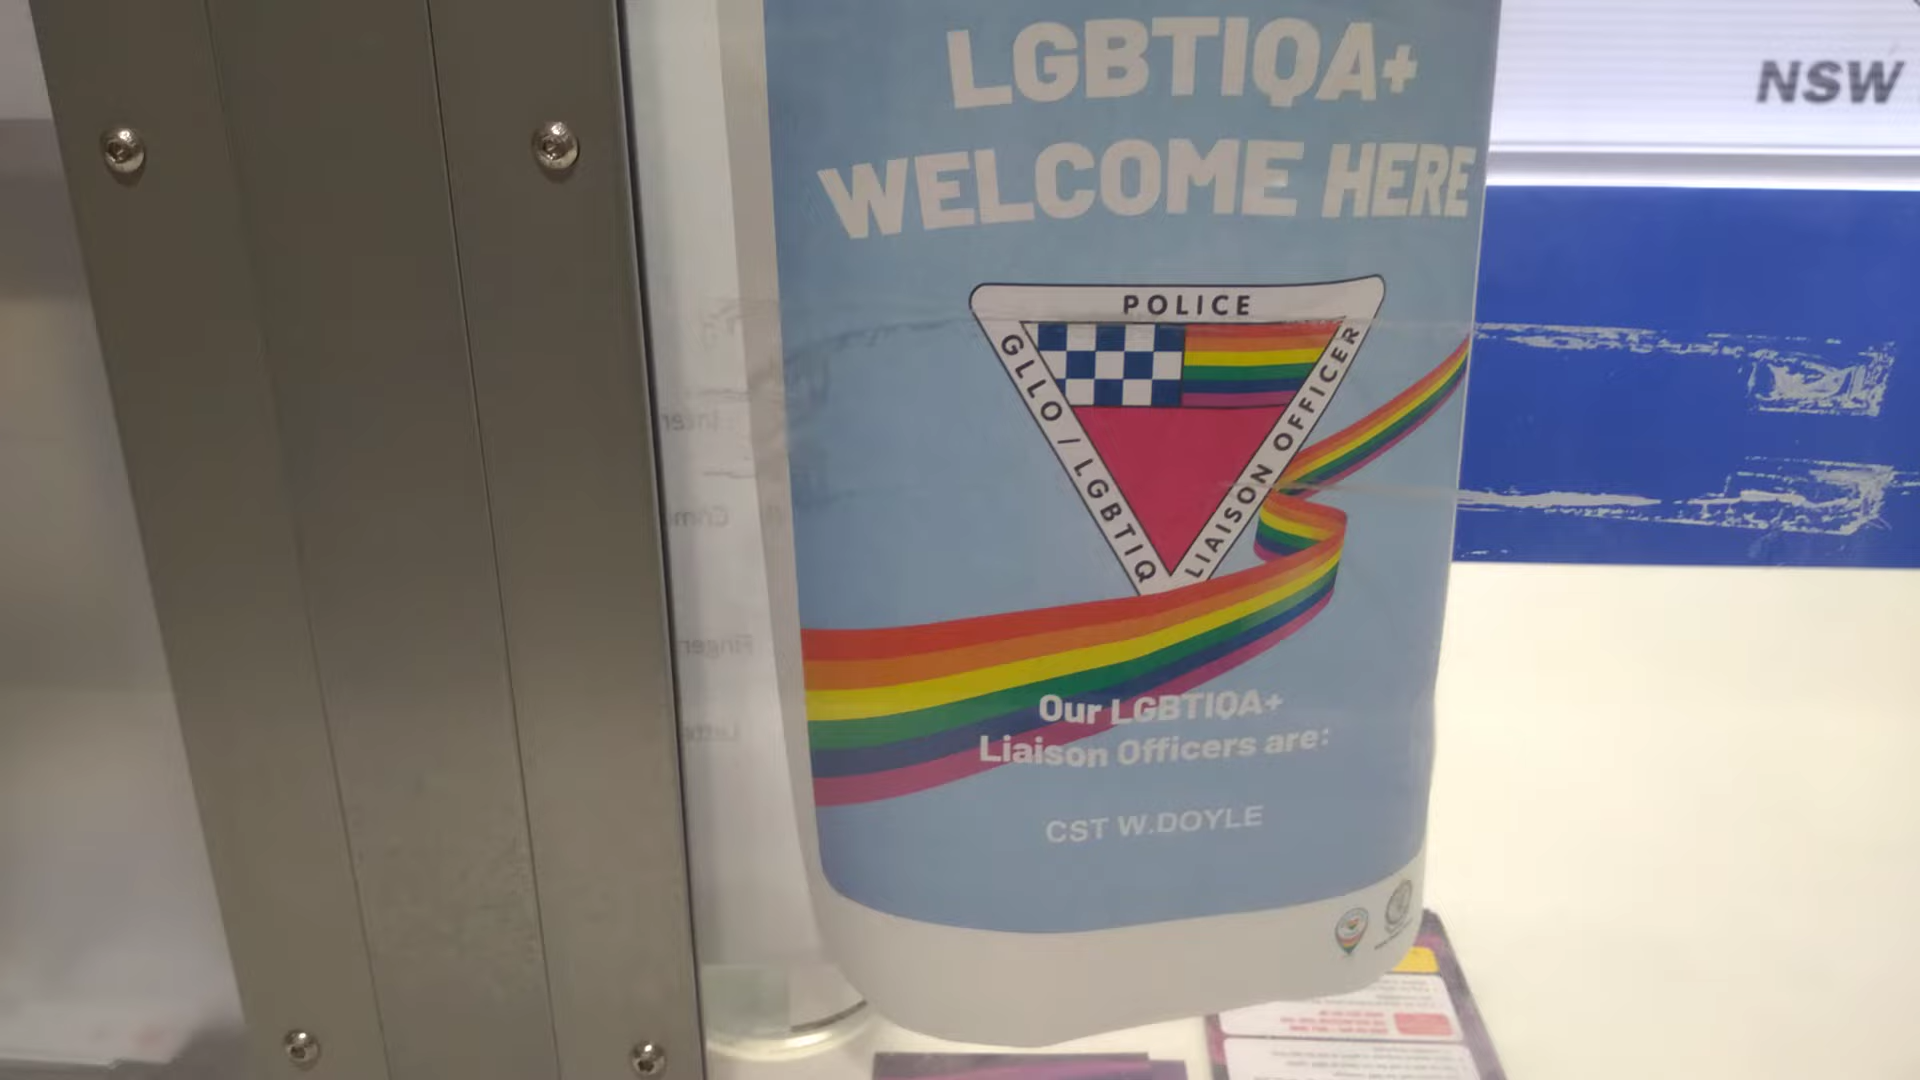 LGBTIQA+
WELCOME HERE
NSW
POLICE
GLLO / LGBTIQ
LIAISON OFFICER
Our LGBTIQA+
Liaison Officers are:
CST W.DOYLE